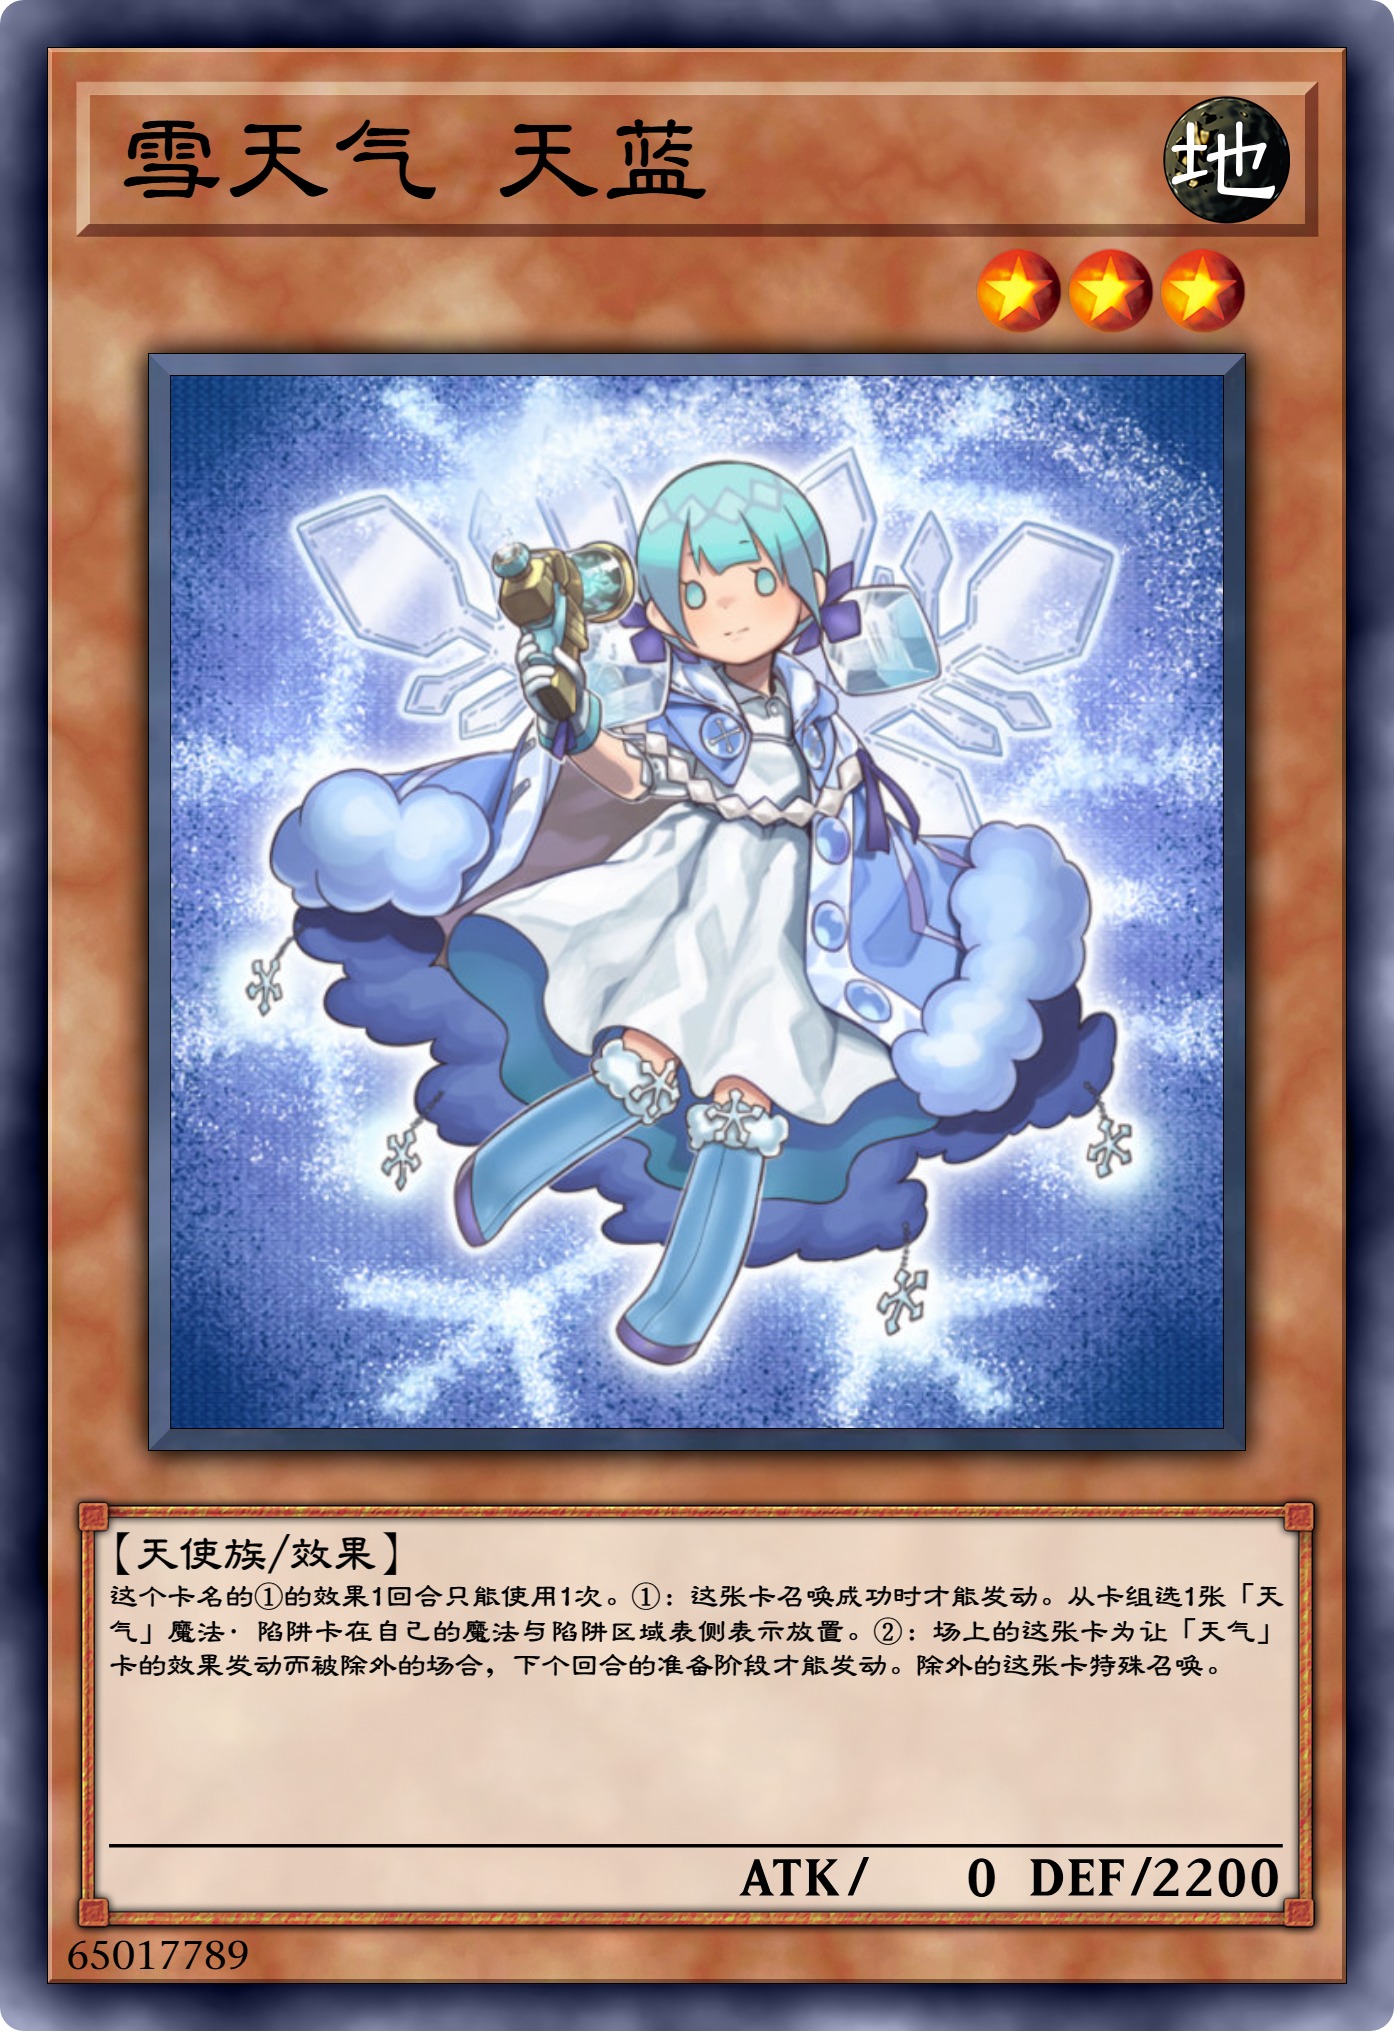 雪天气 天蓝
地
【天使族/效果】
这个卡名的①的效果1回合只能使用1次。①：这张卡召唤成功时才能发动。从卡组选1张「天
气」魔法·陷阱卡在自己的魔法与陷阱区域表侧表示放置。②：场上的这张卡为让「天气」
卡的效果发动而被除外的场合，下个回合的准备阶段才能发动。除外的这张卡特殊召唤。
ATK/ 0 DEF/2200
65017789